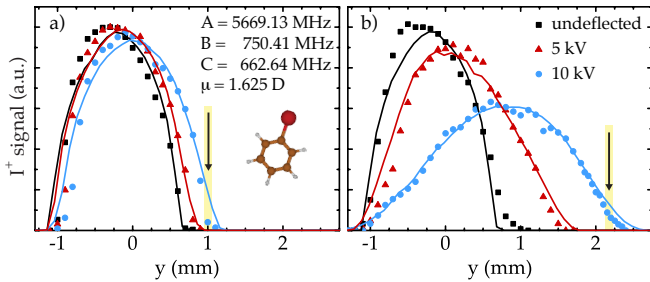 a)
A = 5669.13 MHz
B = 750.41 MHz
C = 662.64 MHz
μ = 1.625 D
b)
undeflected
5 kV
10 kV
I⁺ signal (a.u.)
-1 0 1 2
-1 0 1 2
y (mm)
y (mm)